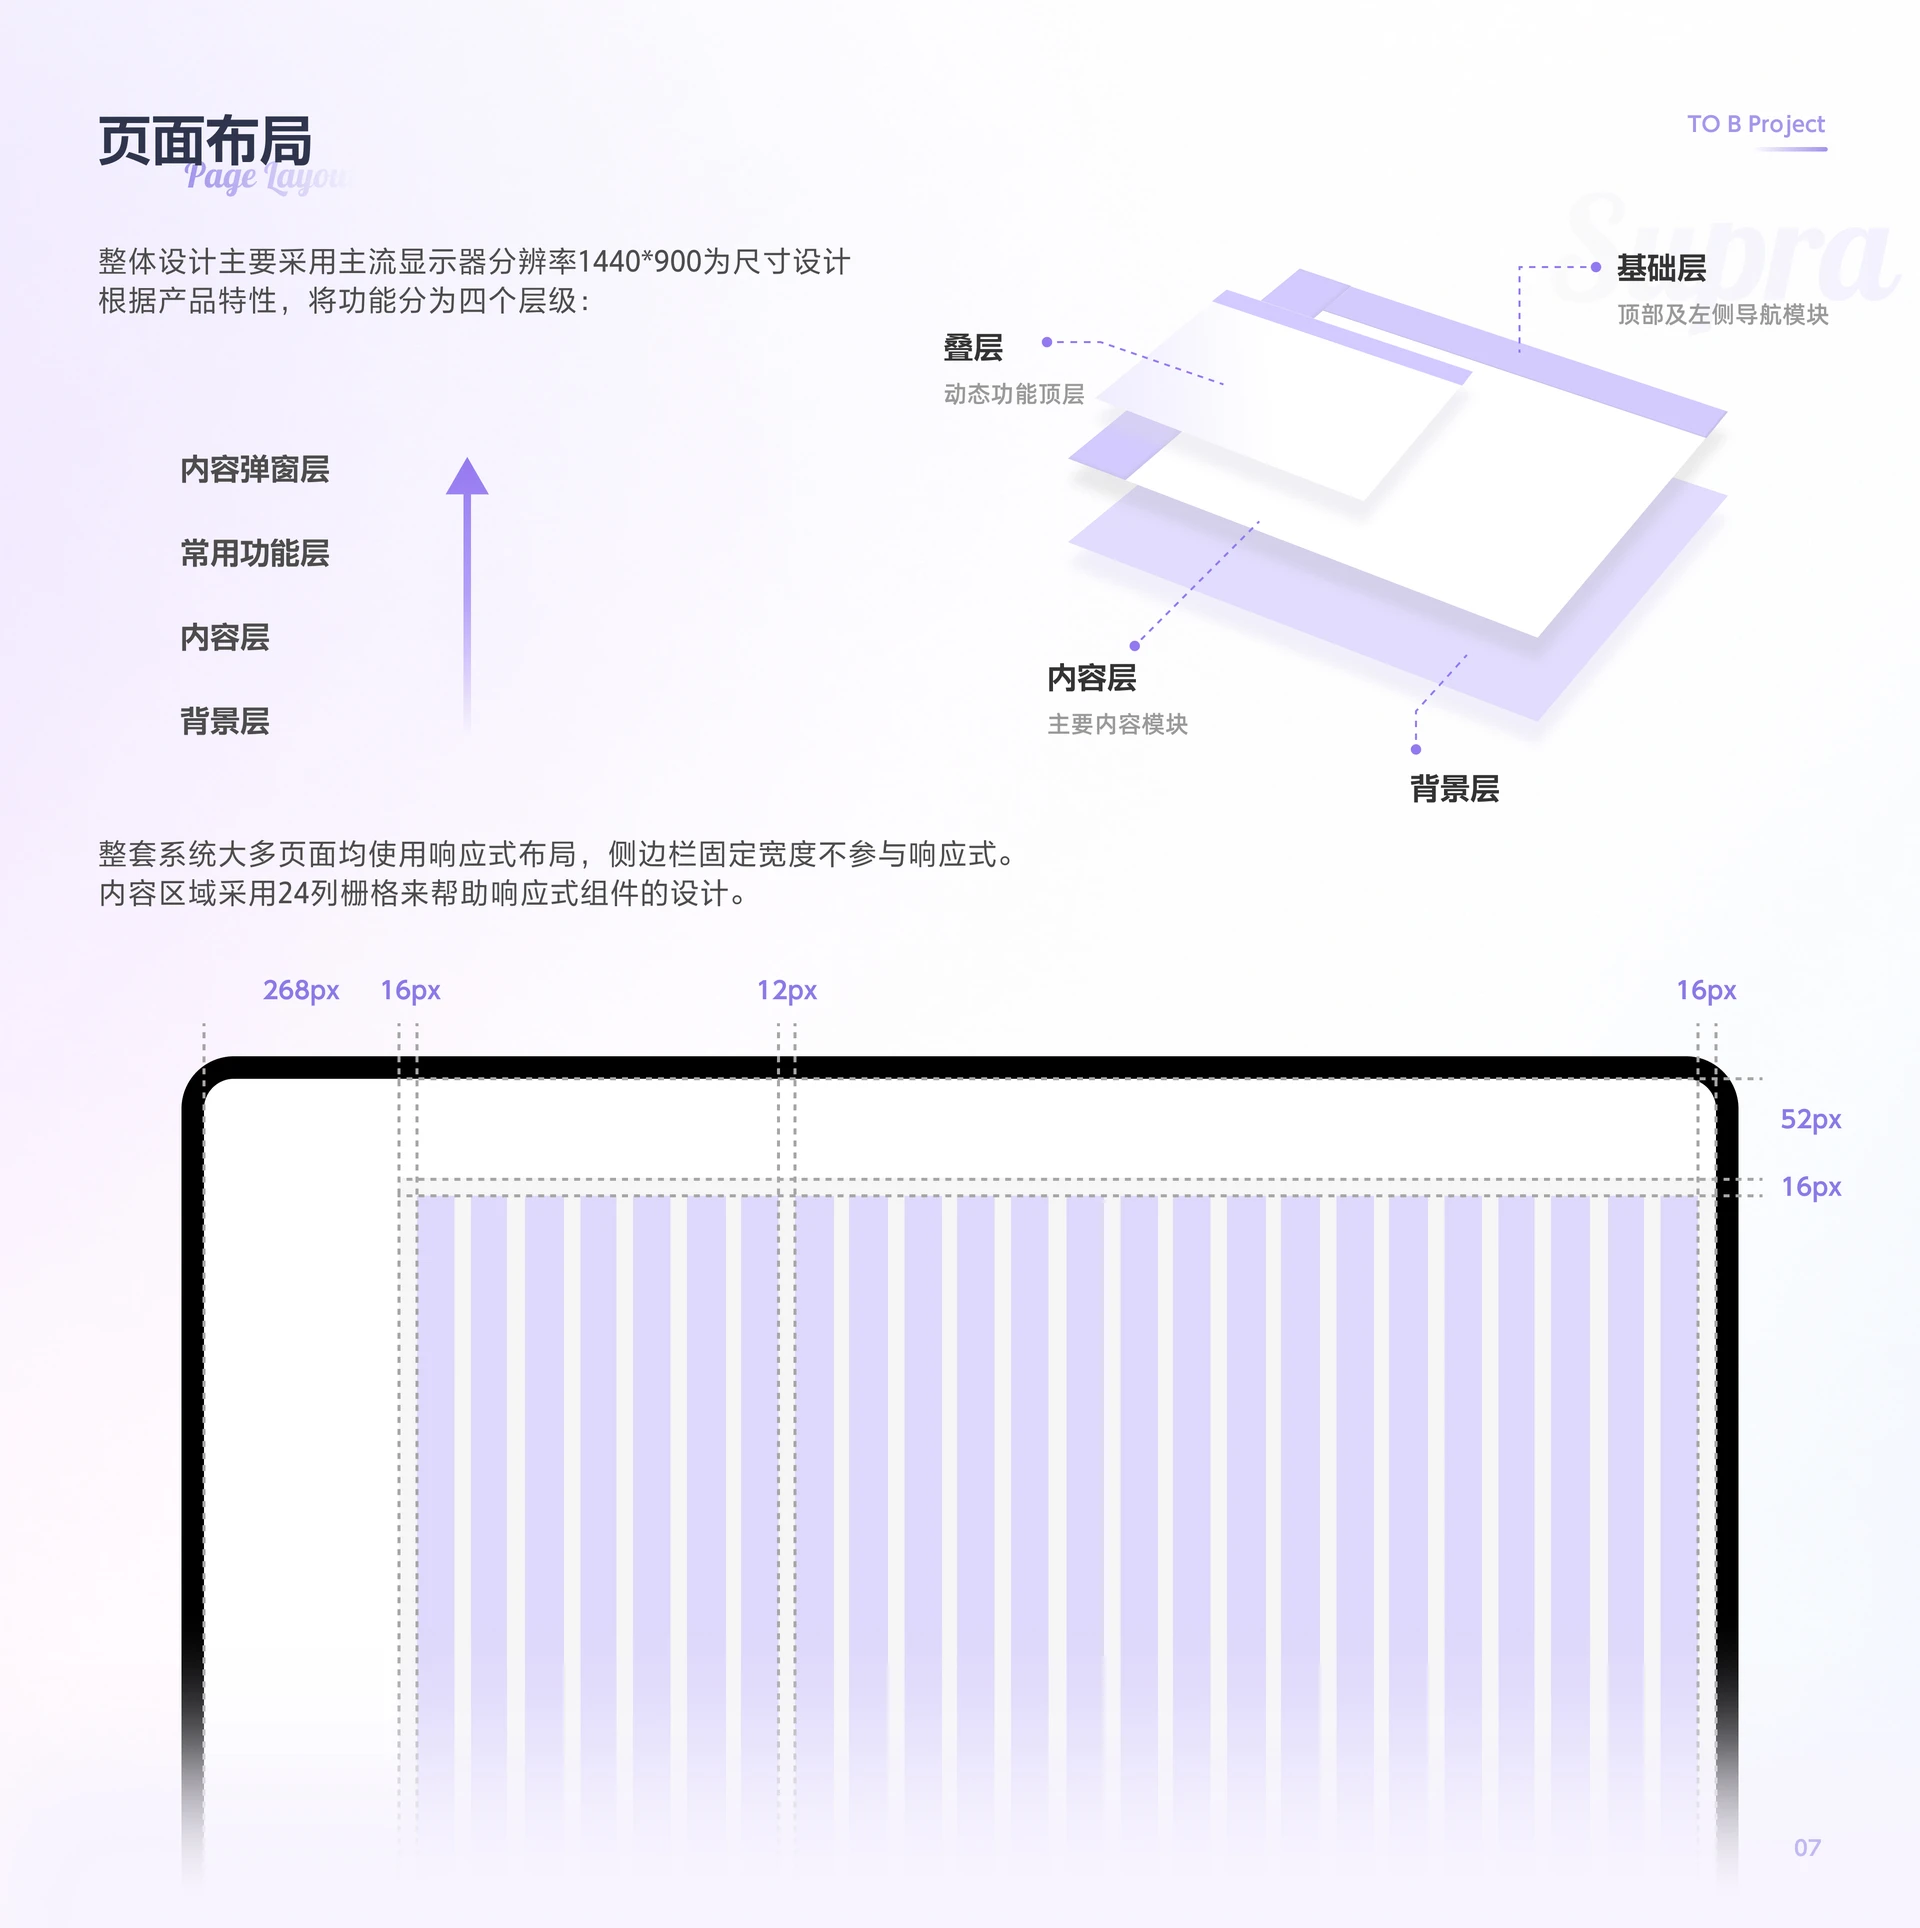 页面布局
Page Layou
TO B Project
Supra
整体设计主要采用主流显示器分辨率1440*900为尺寸设计
根据产品特性，将功能分为四个层级：
内容弹窗层
常用功能层
内容层
背景层
基础层
顶部及左侧导航模块
叠层
动态功能顶层
内容层
主要内容模块
背景层
整套系统大多页面均使用响应式布局，侧边栏固定宽度不参与响应式。
内容区域采用24列栅格来帮助响应式组件的设计。
268px
16px
12px
16px
52px
16px
07